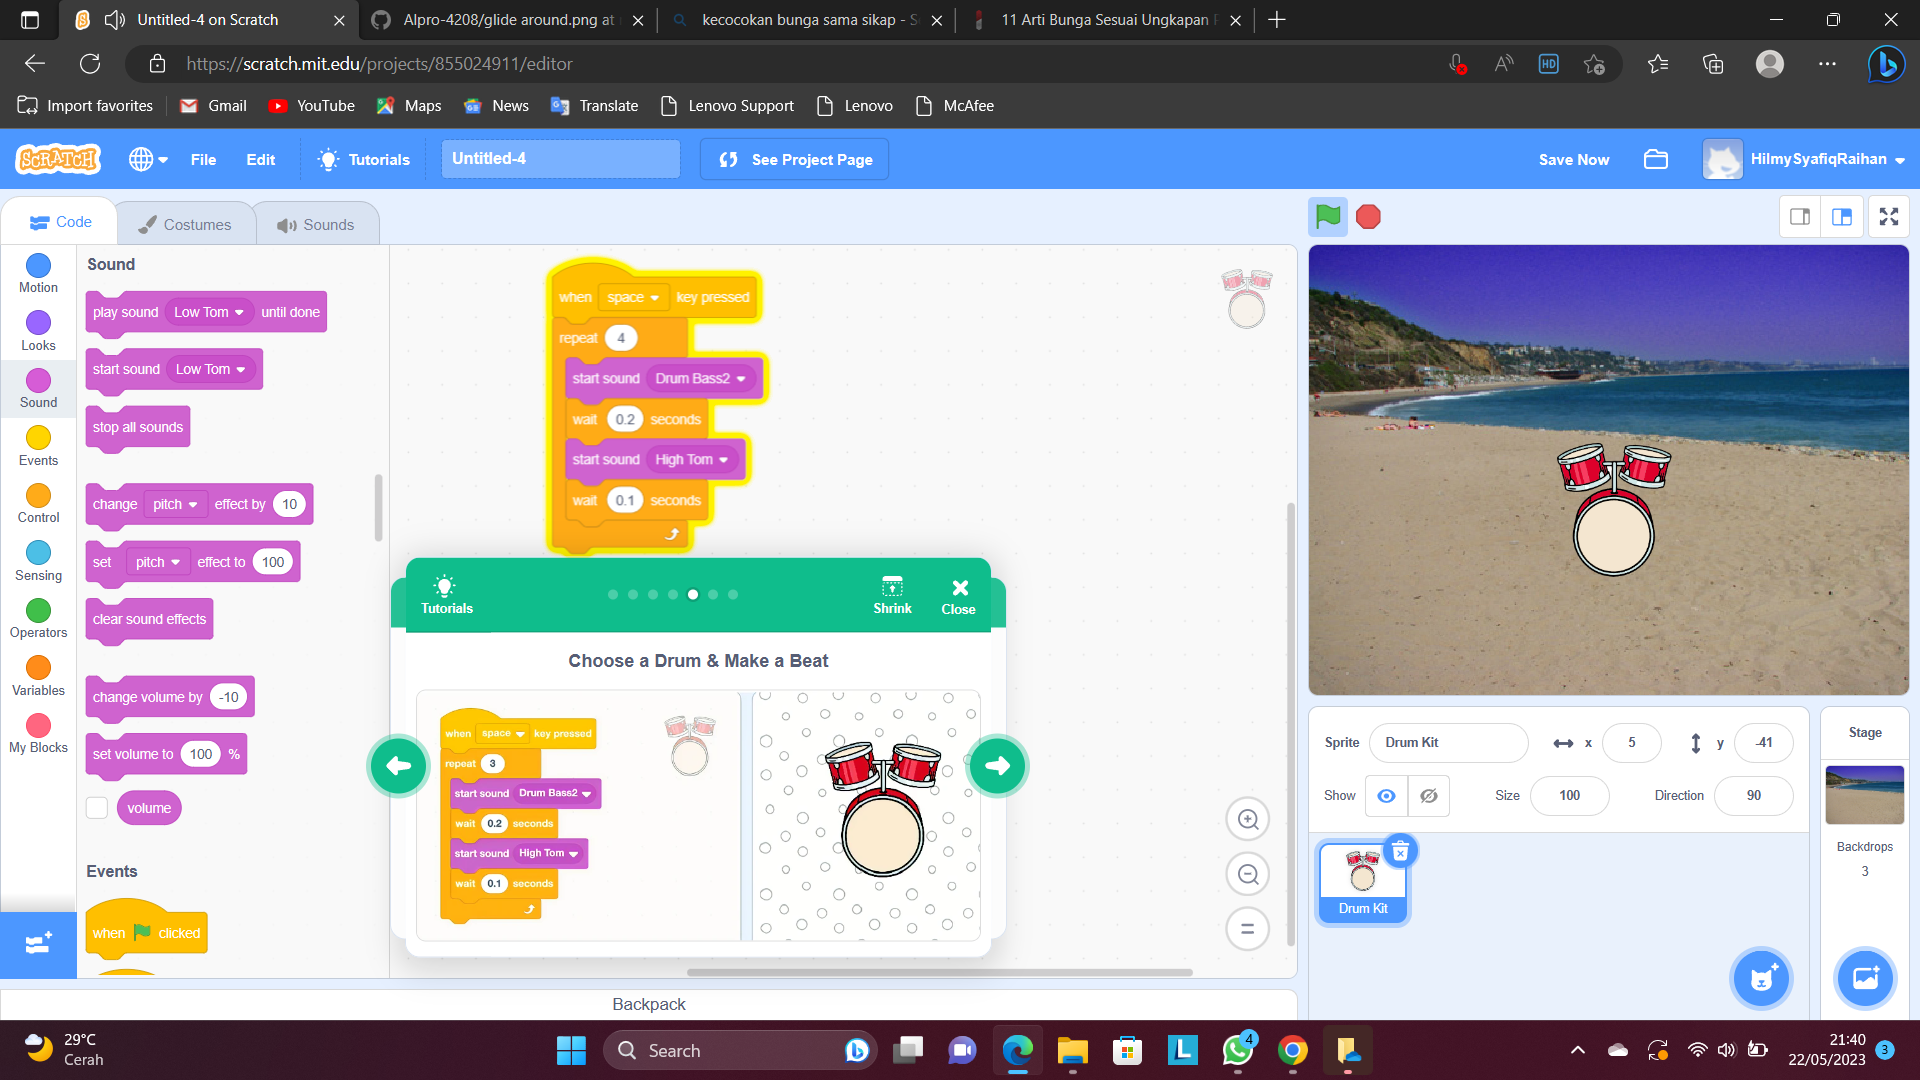 Untitled-4 on Scratch
Alpro-4208/glide around.png at
kecocokan bunga sama sikap - S
11 Arti Bunga Sesuai Ungkapan
https://scratch.mit.edu/projects/855024911/editor
HD
Import favorites
Gmail
YouTube
Maps
News
Translate
Lenovo Support
Lenovo
McAfee
SCRATCH
File
Edit
Tutorials
Untitled-4
See Project Page
Save Now
HilmySyafiqRaihan
Code
Costumes
Sounds
Motion
Looks
Sound
Events
Control
Sensing
Operators
Variables
My Blocks
Sound
play sound Low Tom until done
start sound Low Tom
stop all sounds
change pitch effect by 10
set pitch effect to 100
clear sound effects
change volume by -10
set volume to 100 %
volume
Events
when clicked
when space key pressed
repeat 4
start sound Drum Bass2
wait 0.2 seconds
start sound High Tom
wait 0.1 seconds
Tutorials
Shrink
Close
Choose a Drum & Make a Beat
when space key pressed
repeat 3
start sound Drum Bass2
wait 0.2 seconds
start sound High Tom
wait 0.1 seconds
Backpack
Sprite Drum Kit x 5 y -41
Show Size 100 Direction 90
Drum Kit
Stage
Backdrops
3
29°C
Cerah
Search
4
21:40
22/05/2023
3